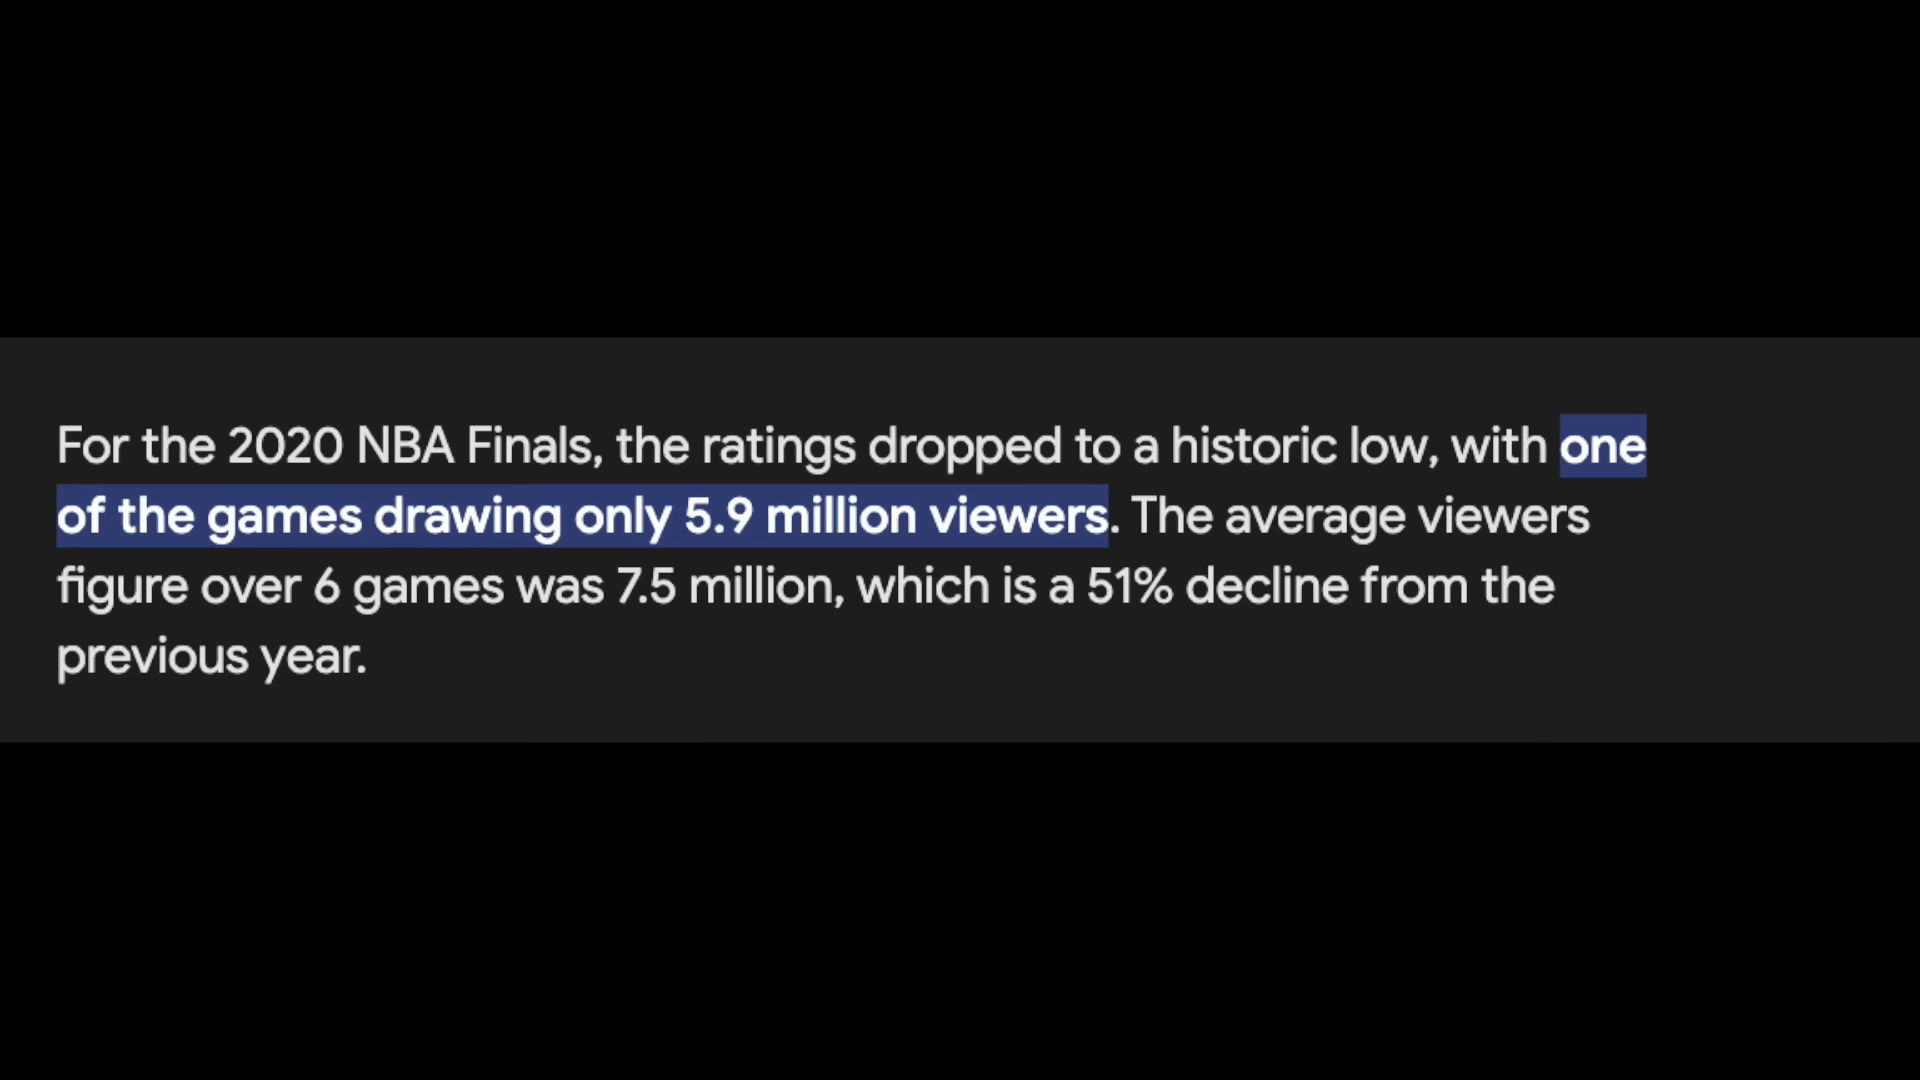 For the 2020 NBA Finals, the ratings dropped to a historic low, with one
of the games drawing only 5.9 million viewers. The average viewers
figure over 6 games was 7.5 million, which is a 51% decline from the
previous year.